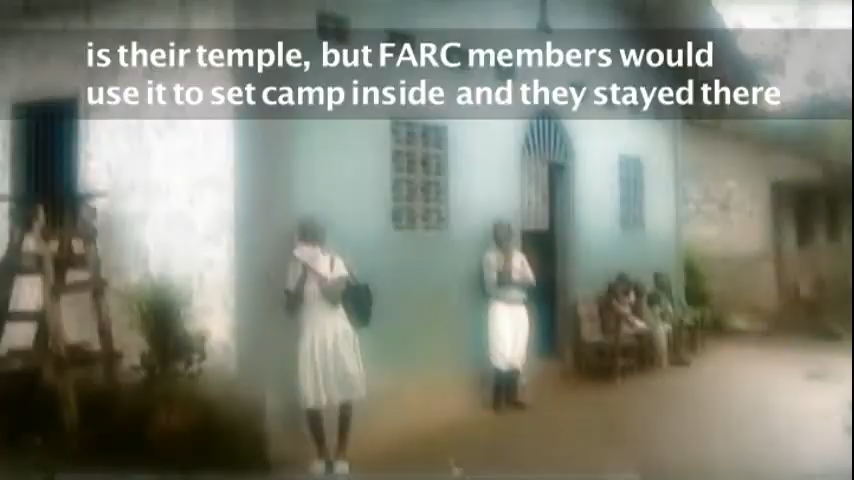 is their temple, but FARC members would
use it to set camp inside and they stayed there